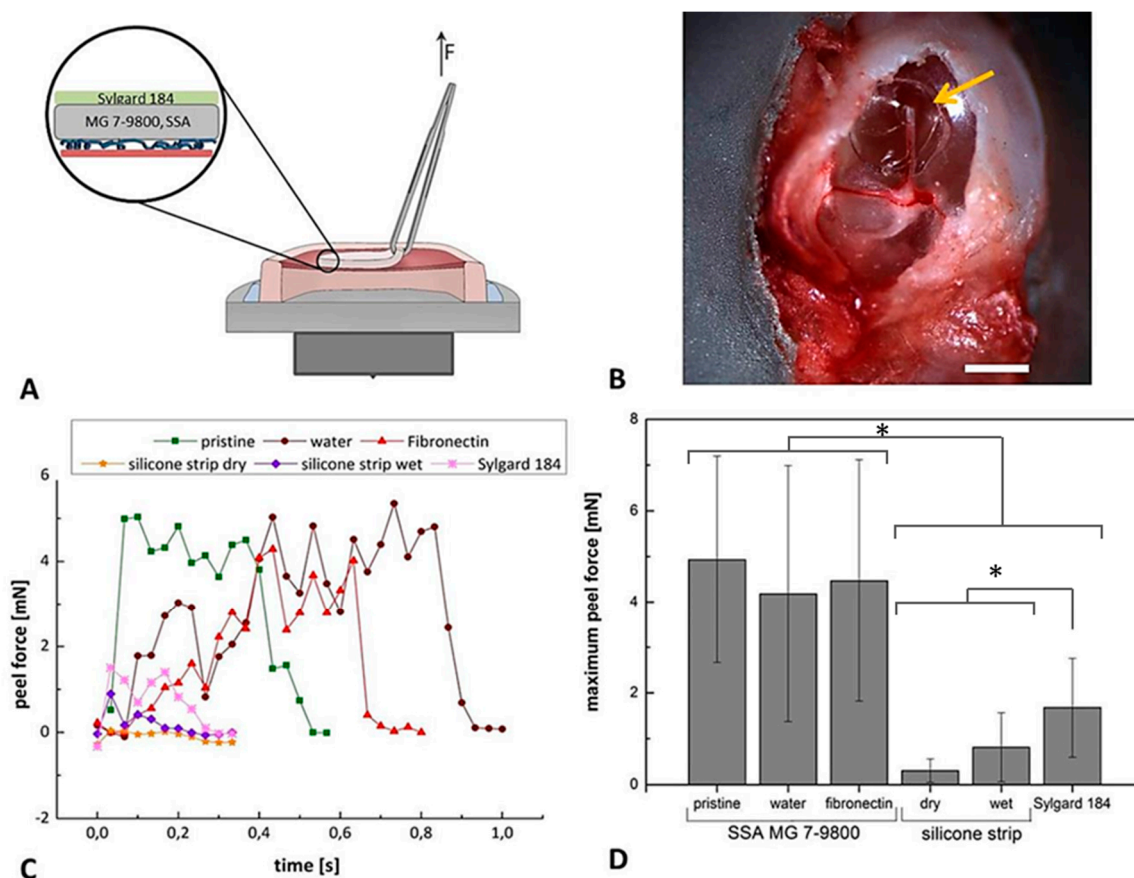 F
Sylgard 184
MG 7-9800, SSA
A
B
pristine water Fibronectin
silicone strip dry silicone strip wet Sylgard 184
peel force [mN]
6
4
2
0
-2
0,0 0,2 0,4 0,6 0,8 1,0
time [s]
C
maximum peel force [mN]
8
6
4
2
0
*
*
pristine water fibronectin dry wet Sylgard 184
SSA MG 7-9800 silicone strip
D